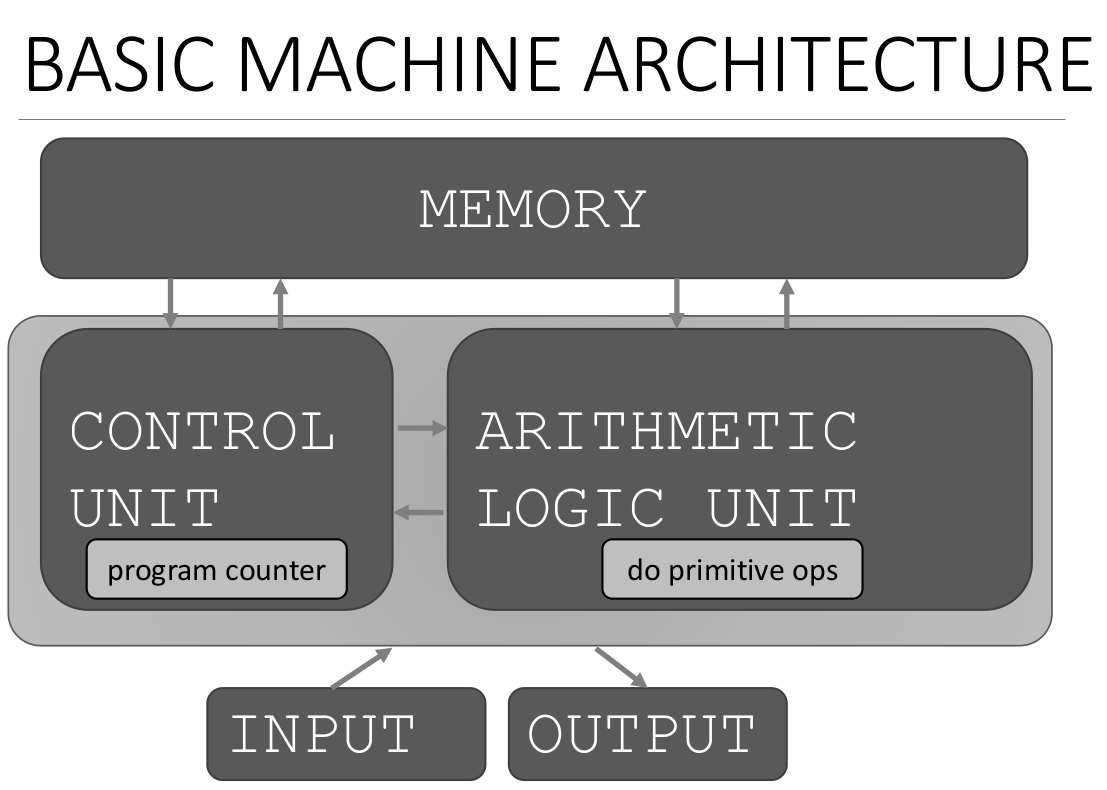 BASIC MACHINE ARCHITECTURE
MEMORY
CONTROL
UNIT
program counter
ARITHMETIC
LOGIC UNIT
do primitive ops
INPUT
OUTPUT